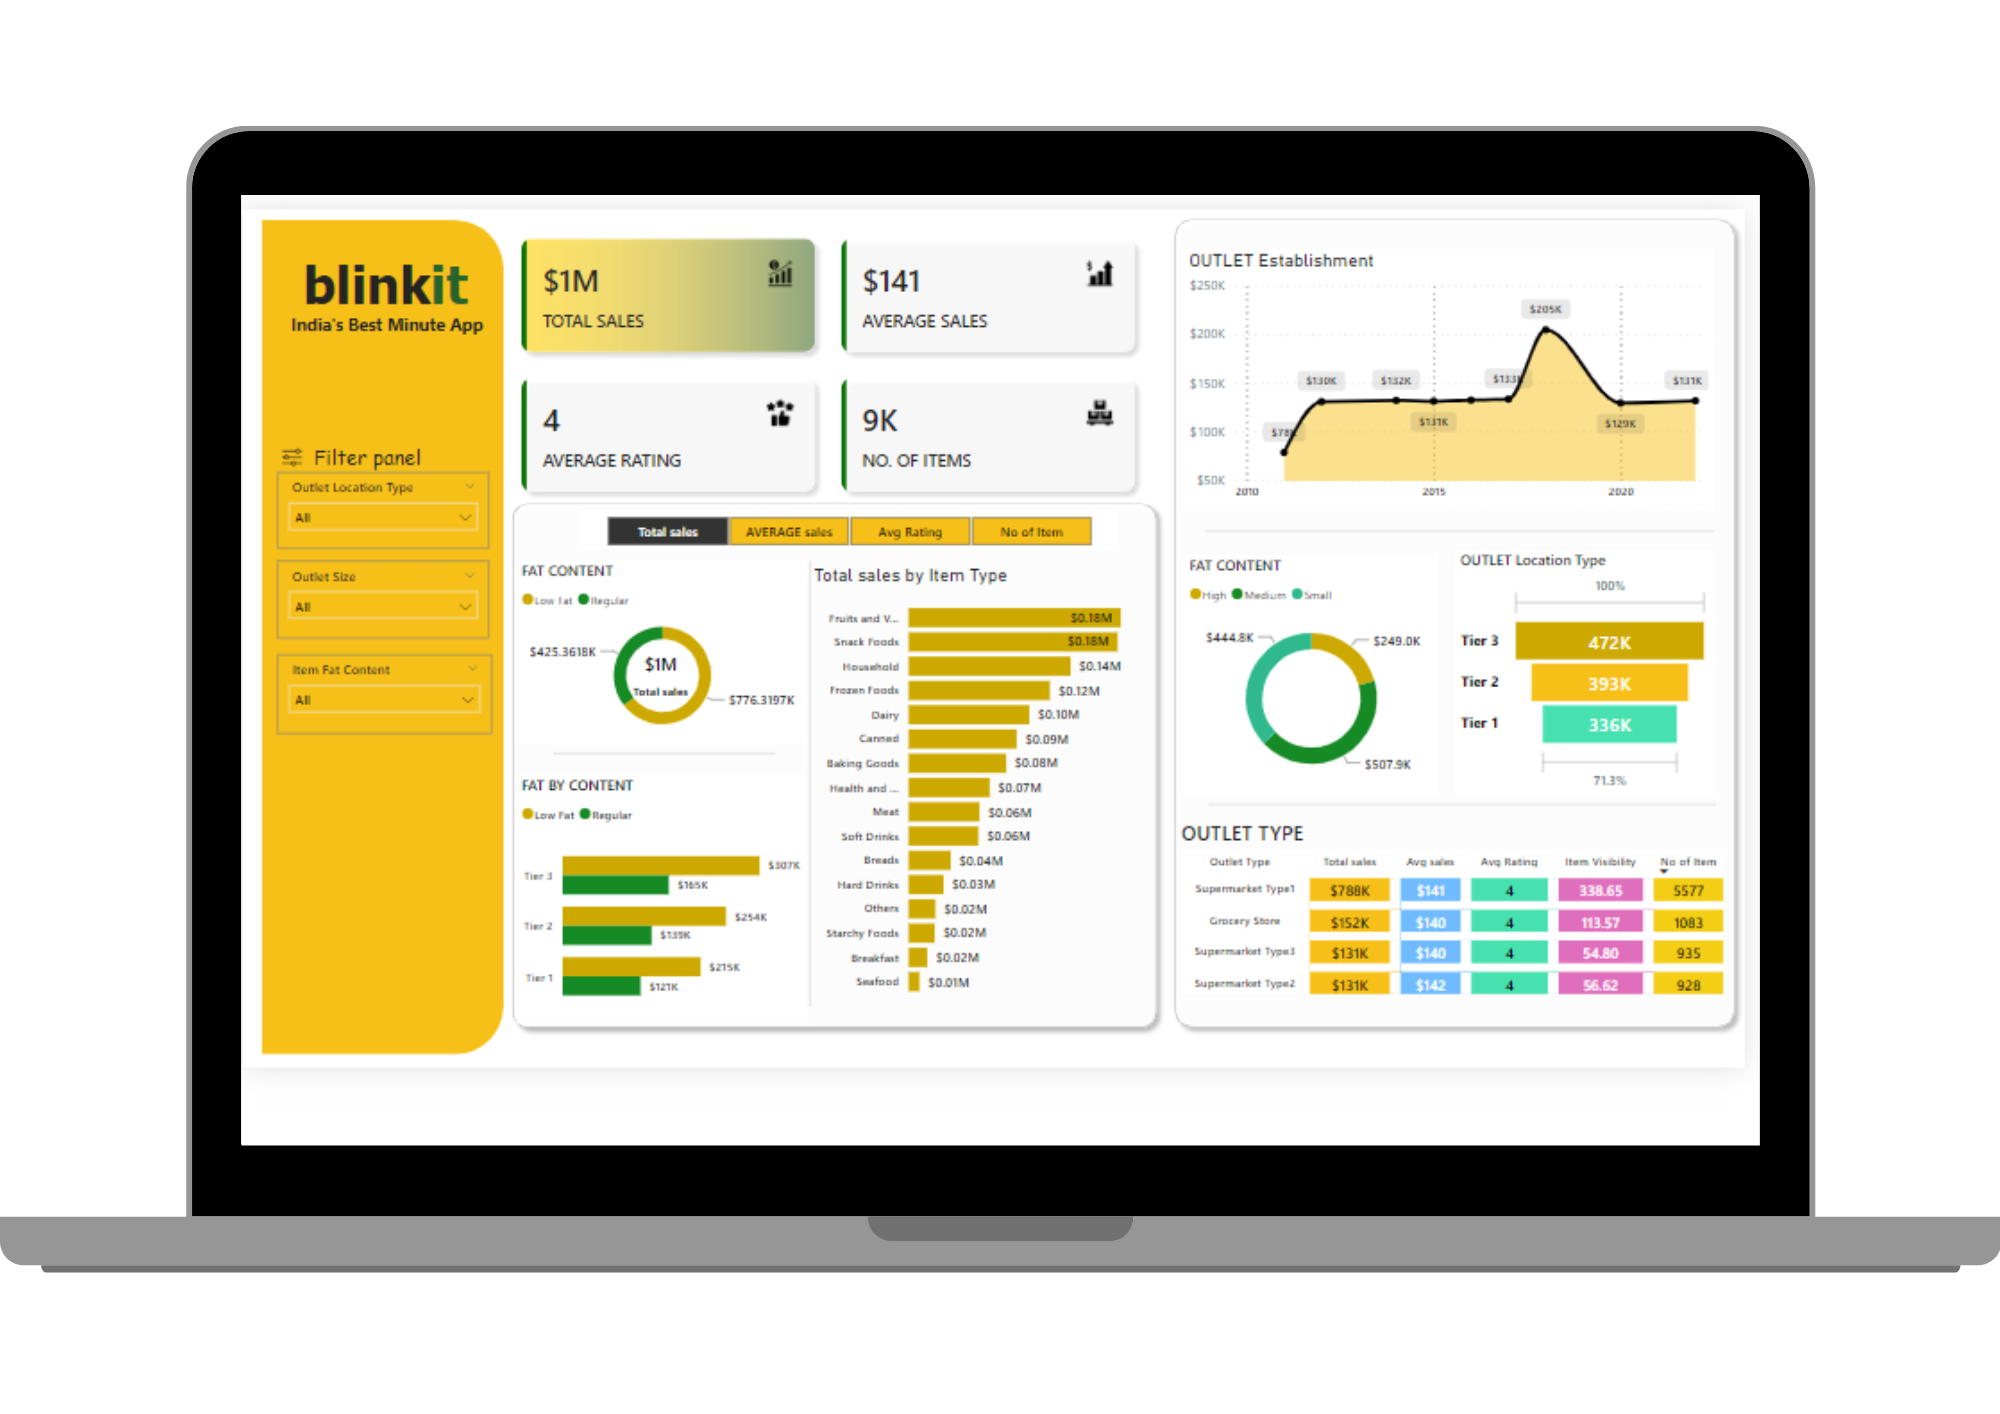 blinkit
India's Best Minute App
Filter panel
Outlet Location Type
All
Outlet Size
All
Item Fat Content
All
$1M
TOTAL SALES
$141
AVERAGE SALES
4
AVERAGE RATING
9K
NO. OF ITEMS
Total sales
AVERAGE sales
Avg Rating
No of Item
FAT CONTENT
Low Fat
Regular
$425.3618K
$1M
Total sales
$776.3197K
FAT BY CONTENT
Low Fat
Regular
Tier 3
$307K
$165K
Tier 2
$254K
$139K
Tier 1
$215K
$121K
Total sales by Item Type
Fruits and V... $0.18M
Snack Foods $0.18M
Household $0.14M
Frozen Foods $0.12M
Dairy $0.10M
Canned $0.09M
Baking Goods $0.08M
Health and ... $0.07M
Meat $0.06M
Soft Drinks $0.06M
Breads $0.04M
Hard Drinks $0.03M
Others $0.02M
Starchy Foods $0.02M
Breakfast $0.02M
Seafood $0.01M
OUTLET Establishment
$250K
$200K
$150K
$100K
$50K
$78K
$130K
$132K
$131K
$133K
$205K
$129K
$131K
2010
2015
2020
FAT CONTENT
High
Medium
Small
$444.8K
$249.0K
$507.9K
OUTLET Location Type
100%
Tier 3 472K
Tier 2 393K
Tier 1 336K
71.3%
OUTLET TYPE
Outlet Type Total sales Avg sales Avg Rating Item Visibility No of Item
Supermarket Type1 $788K $141 4 338.65 5577
Grocery Store $152K $140 4 113.57 1083
Supermarket Type3 $131K $140 4 54.80 935
Supermarket Type2 $131K $142 4 56.62 928